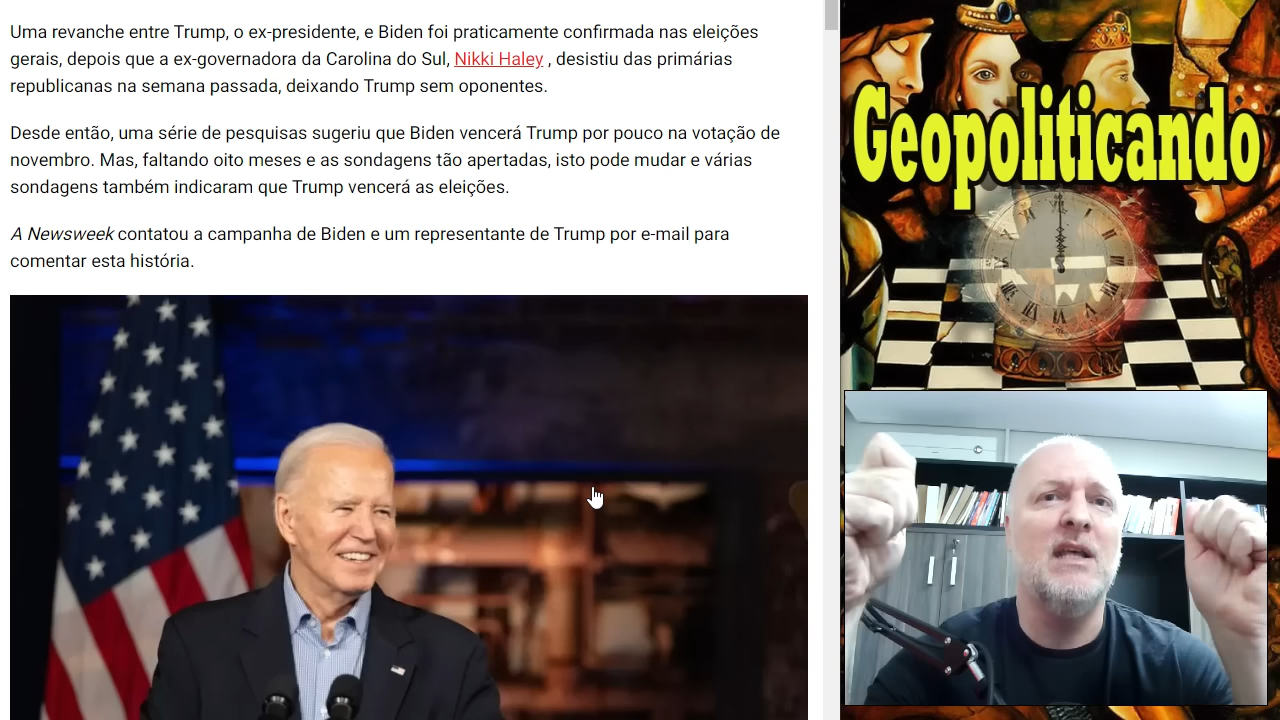 Uma revanche entre Trump, o ex-presidente, e Biden foi praticamente confirmada nas eleições
gerais, depois que a ex-governadora da Carolina do Sul, Nikki Haley , desistiu das primárias
republicanas na semana passada, deixando Trump sem oponentes.
Desde então, uma série de pesquisas sugeriu que Biden vencerá Trump por pouco na votação de
novembro. Mas, faltando oito meses e as sondagens tão apertadas, isto pode mudar e várias
sondagens também indicaram que Trump vencerá as eleições.
A Newsweek contatou a campanha de Biden e um representante de Trump por e-mail para
comentar esta história.
Geopoliticando